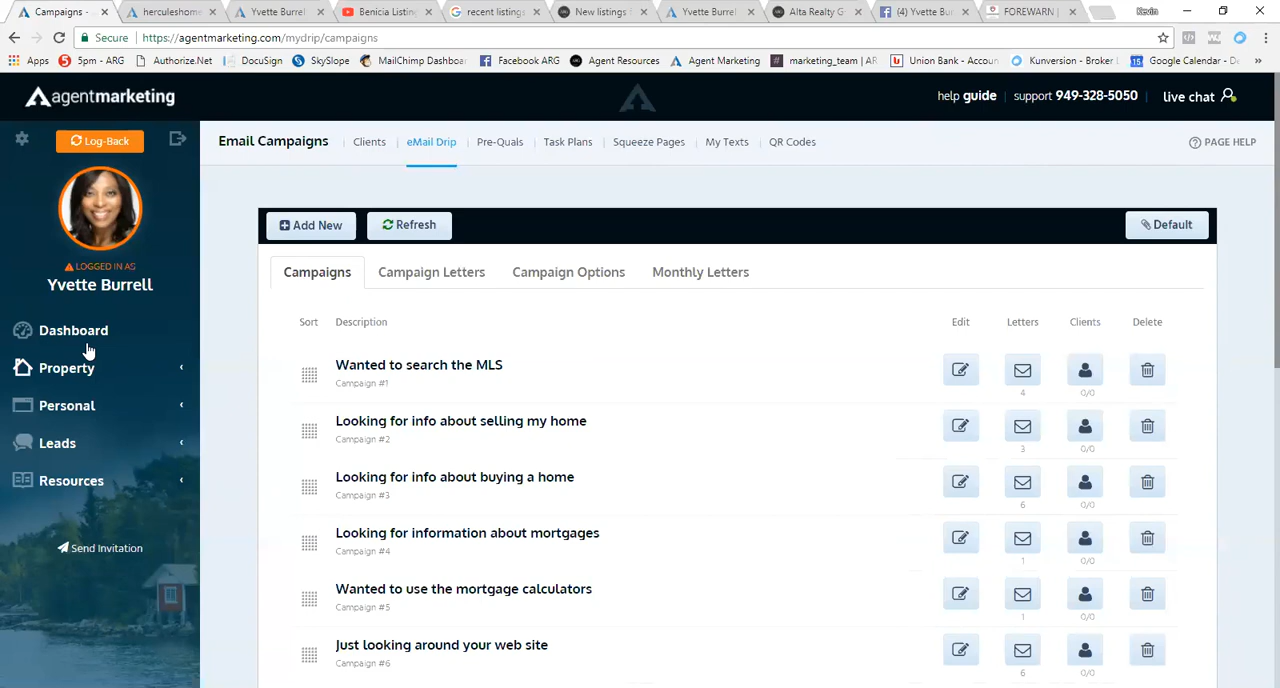 Campaigns -
herculeshome
Yvette Burrel
Benicia Listing
recent listings
New listings
Yvette Burrel
Alta Realty G
(4) Yvette Bu
FOREWARN |
Kevin
Secure
https://agentmarketing.com/mydrip/campaigns
Apps
5pm - ARG
Authorize.Net
DocuSign
SkySlope
MailChimp Dashboa
Facebook ARG
Agent Resources
Agent Marketing
marketing_team | AR
Union Bank - Accoun
Kunversion - Broker
Google Calendar - De
»
agentmarketing
help guide
support 949-328-5050
live chat
Log-Back
LOGGED IN AS
Yvette Burrell
Dashboard
Property
Personal
Leads
Resources
Send Invitation
Email Campaigns
Clients
eMail Drip
Pre-Quals
Task Plans
Squeeze Pages
My Texts
QR Codes
PAGE HELP
Add New
Refresh
Default
Campaigns
Campaign Letters
Campaign Options
Monthly Letters
Sort
Description
Edit
Letters
Clients
Delete
Wanted to search the MLS
Campaign #1
4
0/0
Looking for info about selling my home
Campaign #2
3
0/0
Looking for info about buying a home
Campaign #3
6
0/0
Looking for information about mortgages
Campaign #4
1
0/0
Wanted to use the mortgage calculators
Campaign #5
1
0/0
Just looking around your web site
Campaign #6
6
0/0